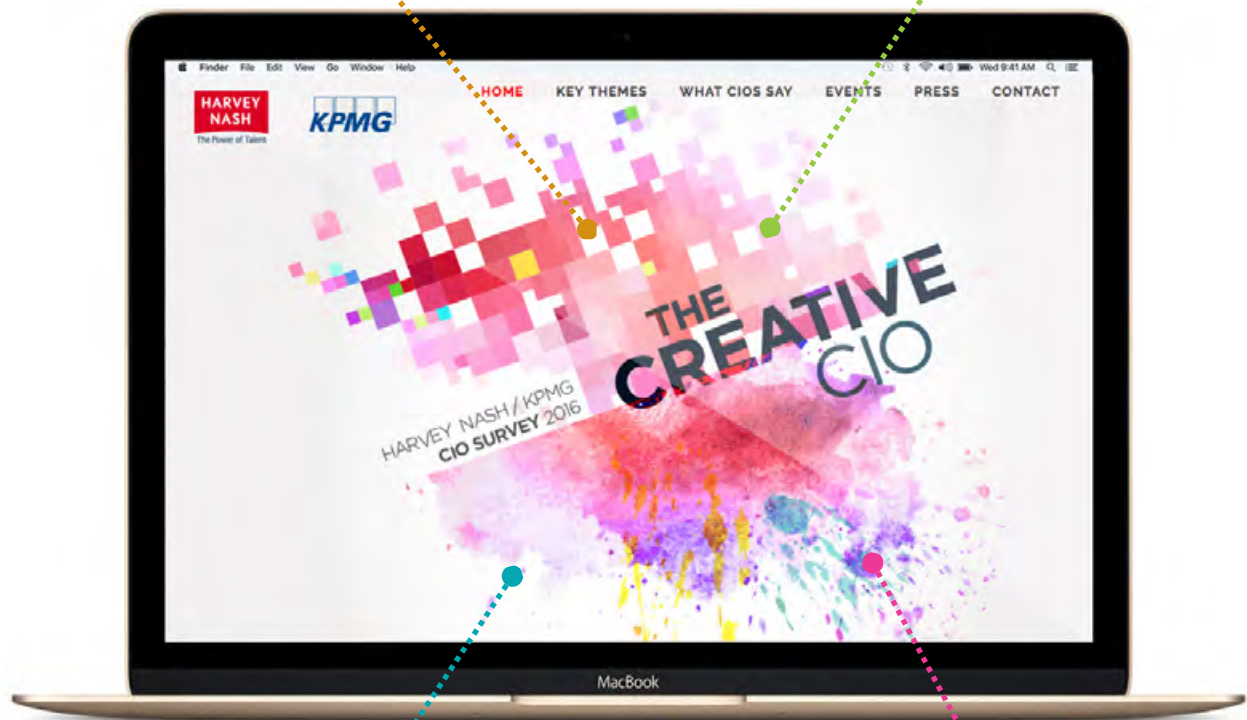 Finder File Edit View Go Window Help
Wed 9:41 AM
HARVEY
NASH
The Power of Talent
KPMG
HOME KEY THEMES WHAT CIOS SAY EVENTS PRESS CONTACT
THE
CREATIVE
CIO
HARVEY NASH / KPMG
CIO SURVEY 2016
MacBook